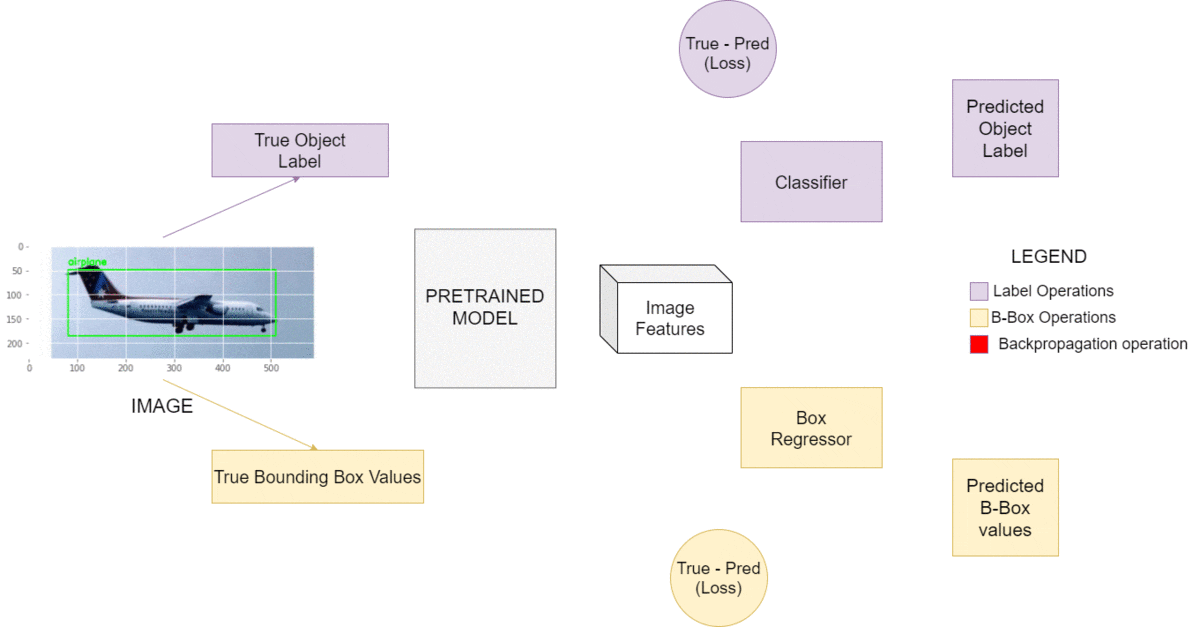 True - Pred
(Loss)
Predicted
Object
Label
True Object
Label
Classifier
LEGEND
Label Operations
B-Box Operations
Backpropagation operation
airplane
0
50
100
150
200
0
100
200
300
400
500
IMAGE
PRETRAINED
MODEL
Image
Features
Box
Regressor
True Bounding Box Values
Predicted
B-Box
values
True - Pred
(Loss)